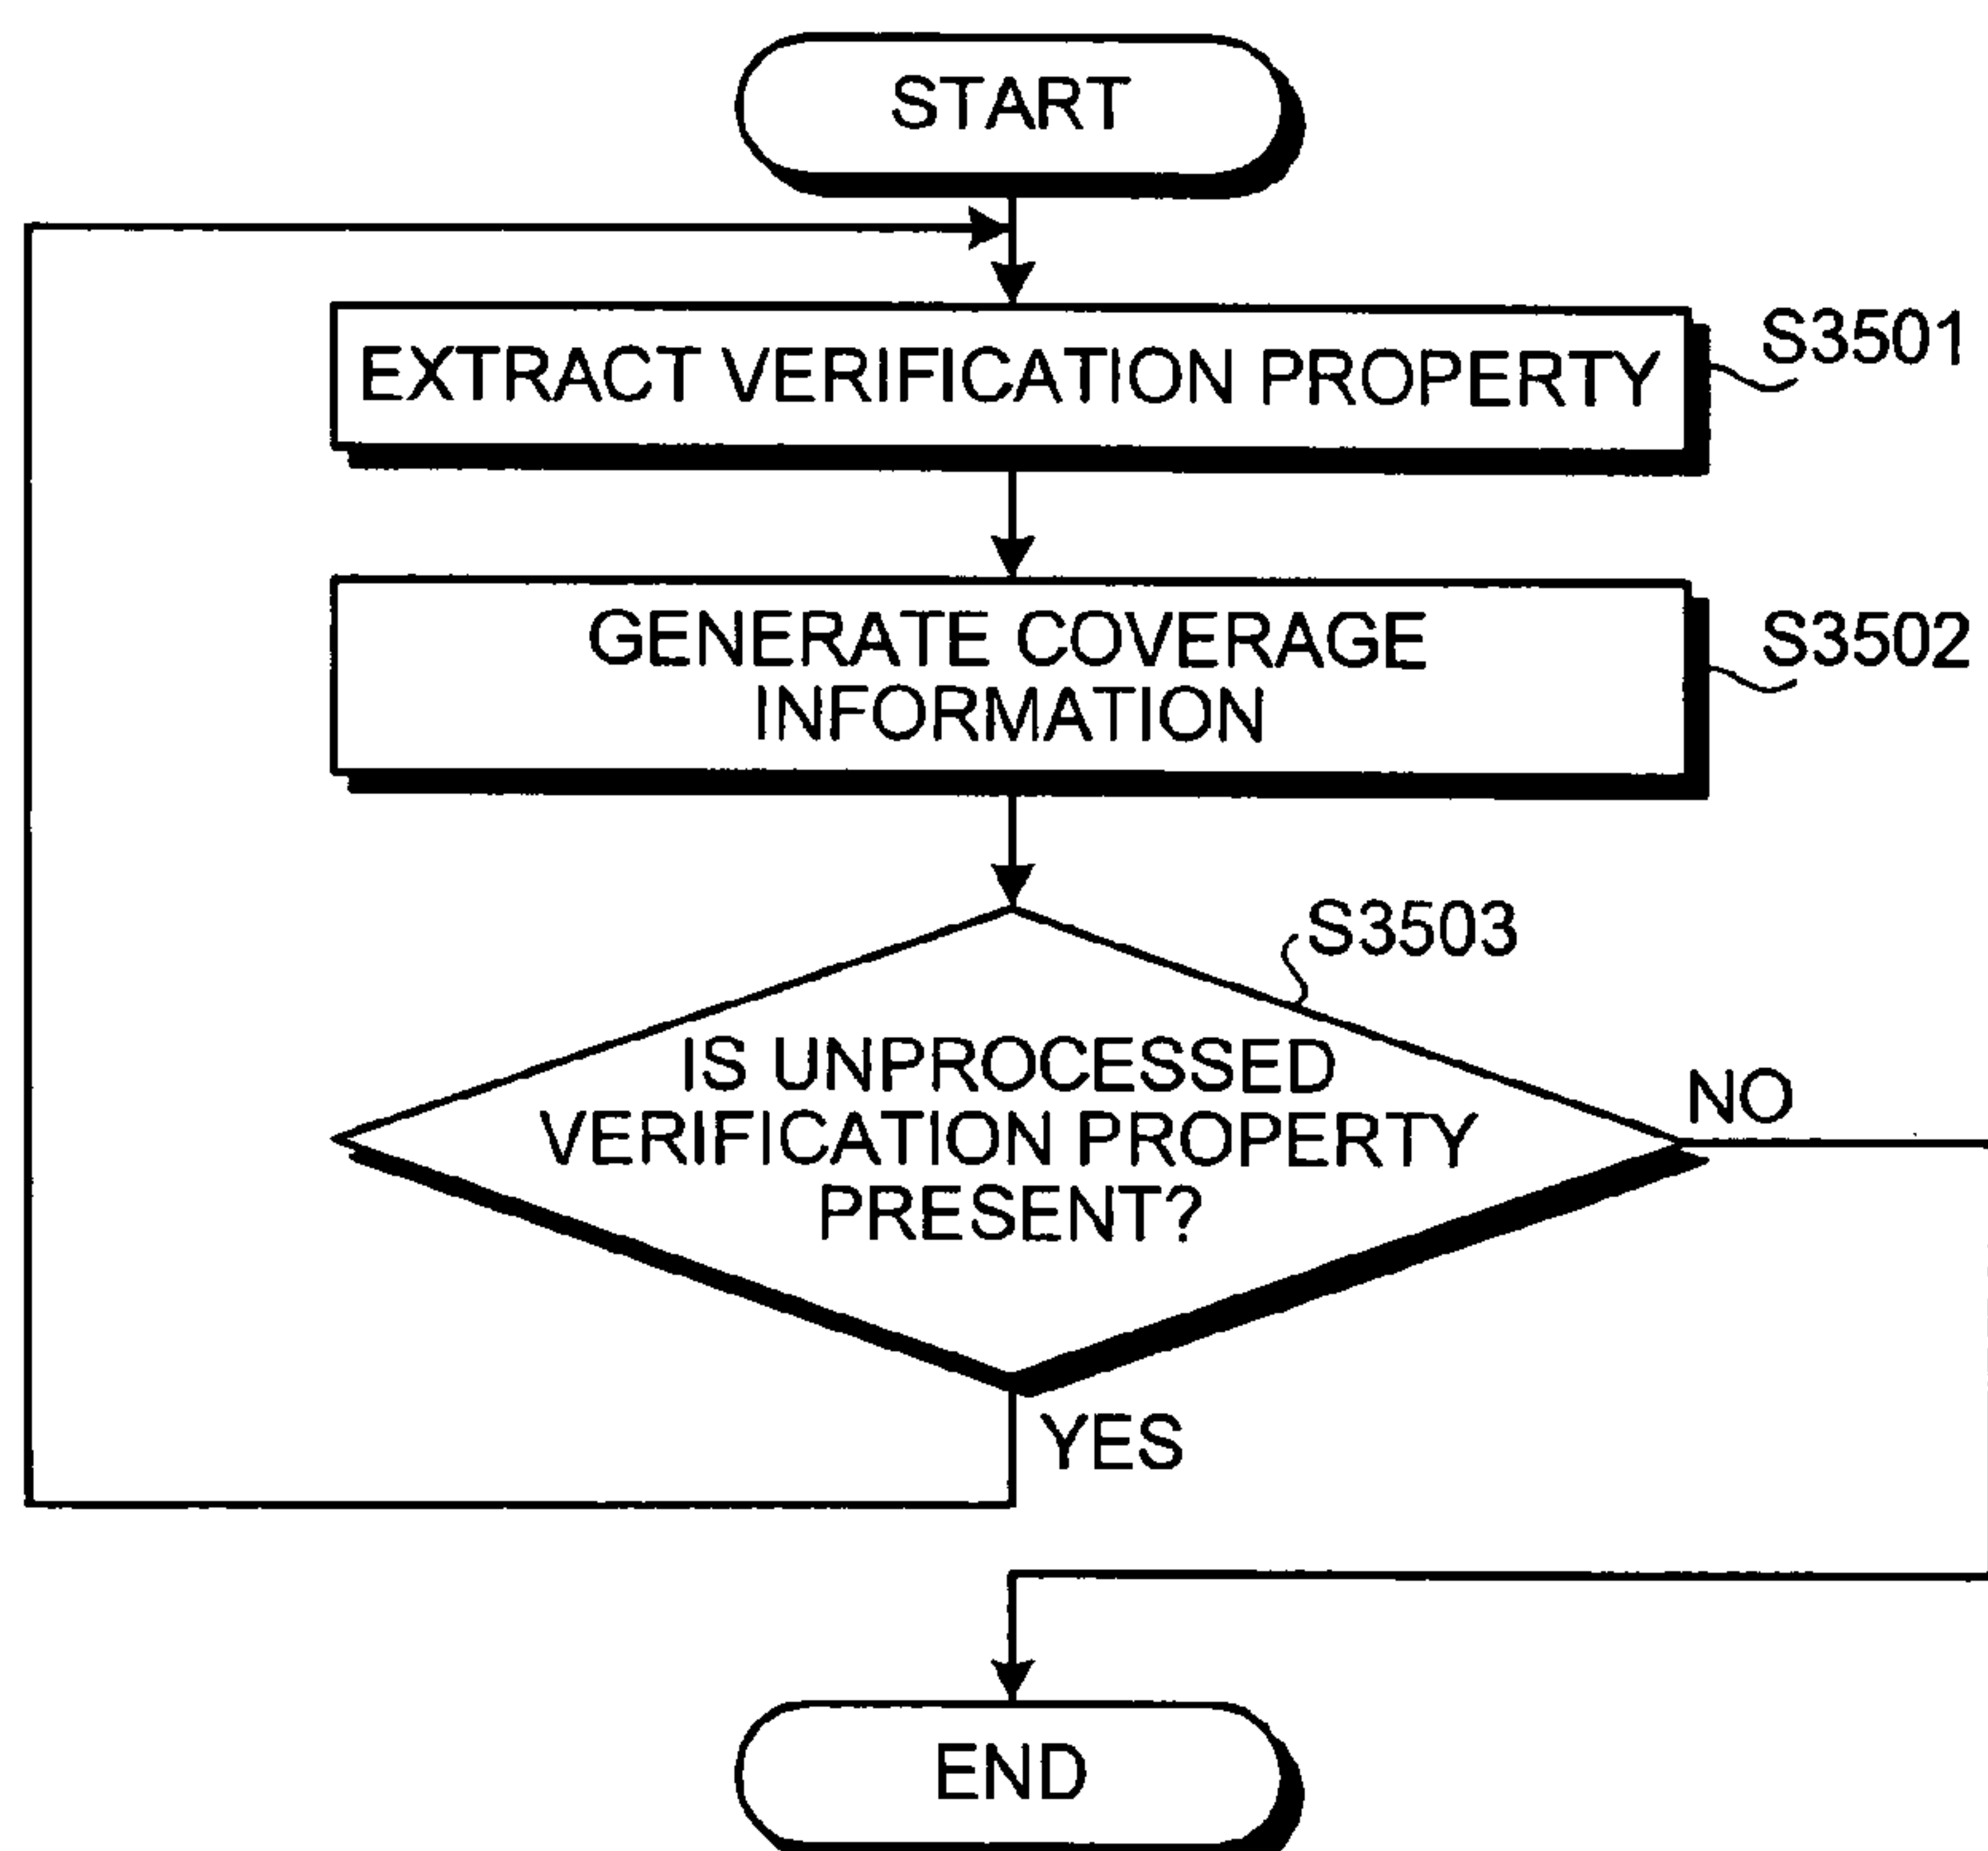 START
EXTRACT VERIFICATION PROPERTY
S3501
GENERATE COVERAGE
INFORMATION
S3502
S3503
IS UNPROCESSED
VERIFICATION PROPERTY
PRESENT?
NO
YES
END